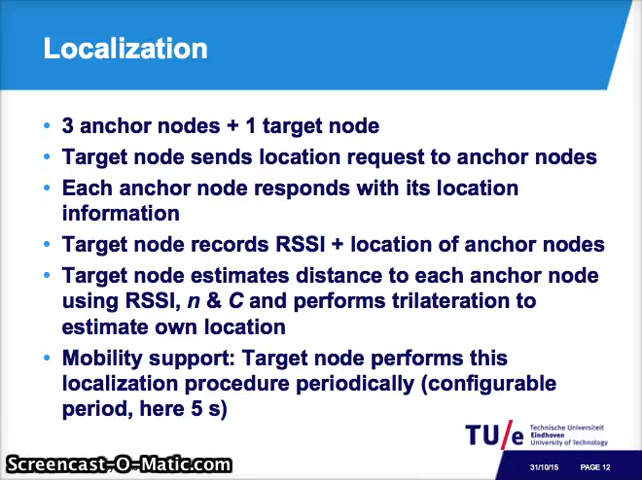 Localization
• 3 anchor nodes + 1 target node
• Target node sends location request to anchor nodes
• Each anchor node responds with its location
information
• Target node records RSSI + location of anchor nodes
• Target node estimates distance to each anchor node
using RSSI, n & C and performs trilateration to
estimate own location
• Mobility support: Target node performs this
localization procedure periodically (configurable
period, here 5 s)
TU/e
Technische Universiteit
Eindhoven
University of Technology
Screencast-O-Matic.com
31/10/15 PAGE 12